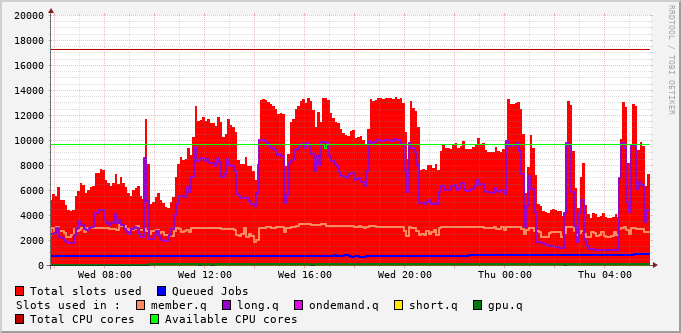 20000
18000
16000
14000
12000
10000
8000
6000
4000
2000
0
Wed 08:00 Wed 12:00 Wed 16:00 Wed 20:00 Thu 00:00 Thu 04:00
RRDTOOL / TOBI OETIKER
Total slots used Queued Jobs
Slots used in : member.q long.q ondemand.q short.q gpu.q
Total CPU cores Available CPU cores